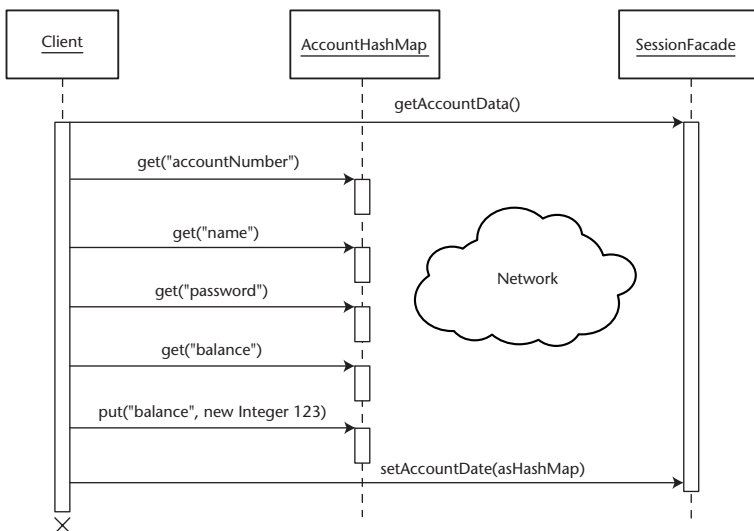 Client
AccountHashMap
SessionFacade
getAccountData()
get("accountNumber")
get("name")
Network
get("password")
get("balance")
put("balance", new Integer 123)
setAccountDate(asHashMap)